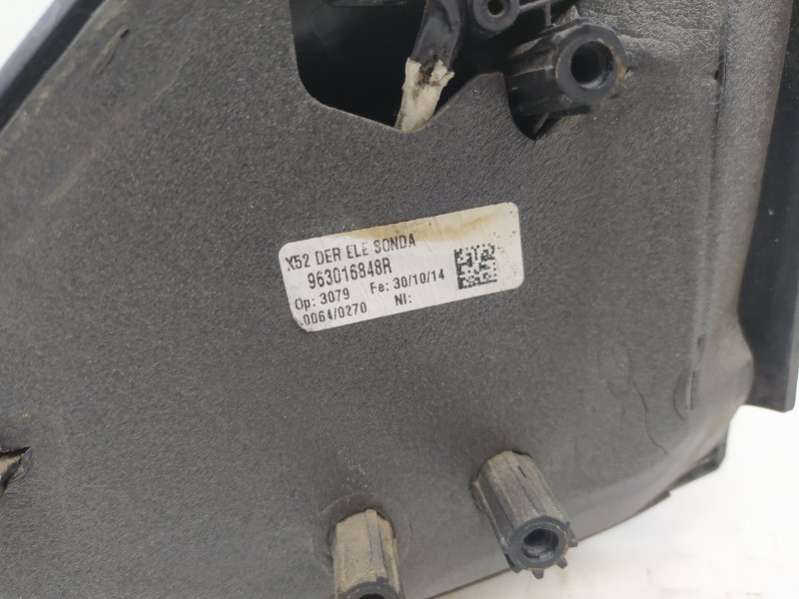 X52 DER ELE SONDA
963016848R
Op: 3079 Fe: 30/10/14
0064/0270 NI: